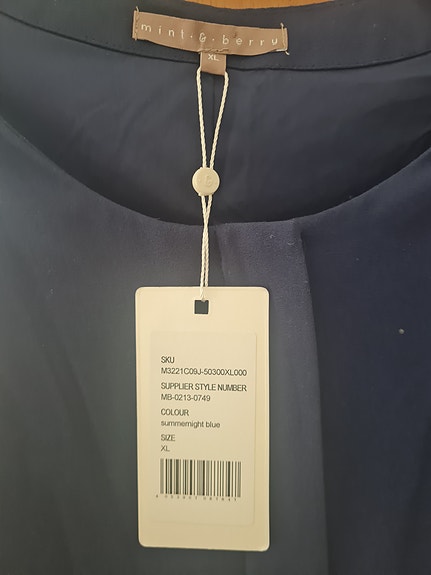 mint & berry
XL
SKU
M3221C09J-50300XL000
SUPPLIER STYLE NUMBER
MB-0213-0749
COLOUR
summernight blue
SIZE
XL